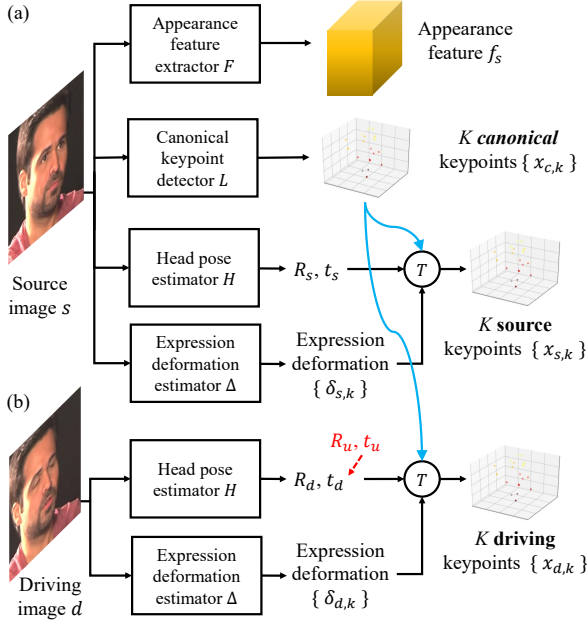 (a)
Appearance
feature
extractor F
Appearance
feature f_s
Canonical
keypoint
detector L
K canonical
keypoints { x_{c,k} }
Source
image s
Head pose
estimator H
R_s, t_s
T
K source
keypoints { x_{s,k} }
Expression
deformation
estimator Δ
Expression
deformation
{ δ_{s,k} }
(b)
Driving
image d
Head pose
estimator H
R_u, t_u
R_d, t_d
T
K driving
keypoints { x_{d,k} }
Expression
deformation
estimator Δ
Expression
deformation
{ δ_{d,k} }